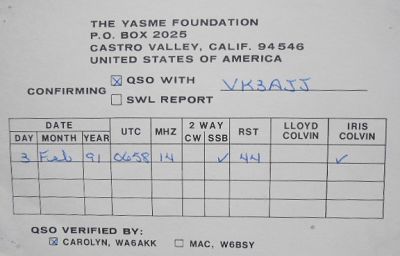 THE YASME FOUNDATION
P.O. BOX 2025
CASTRO VALLEY, CALIF. 94546
UNITED STATES OF AMERICA
CONFIRMING ☒ QSO WITH VK3AJJ
☐ SWL REPORT
DATE UTC MHZ 2 WAY RST LLOYD COLVIN IRIS COLVIN
DAY MONTH YEAR CW SSB
3 Feb 91 0658 14 ✓ 44 ✓
QSO VERIFIED BY:
☒ CAROLYN, WA6AKK ☐ MAC, W6BSY